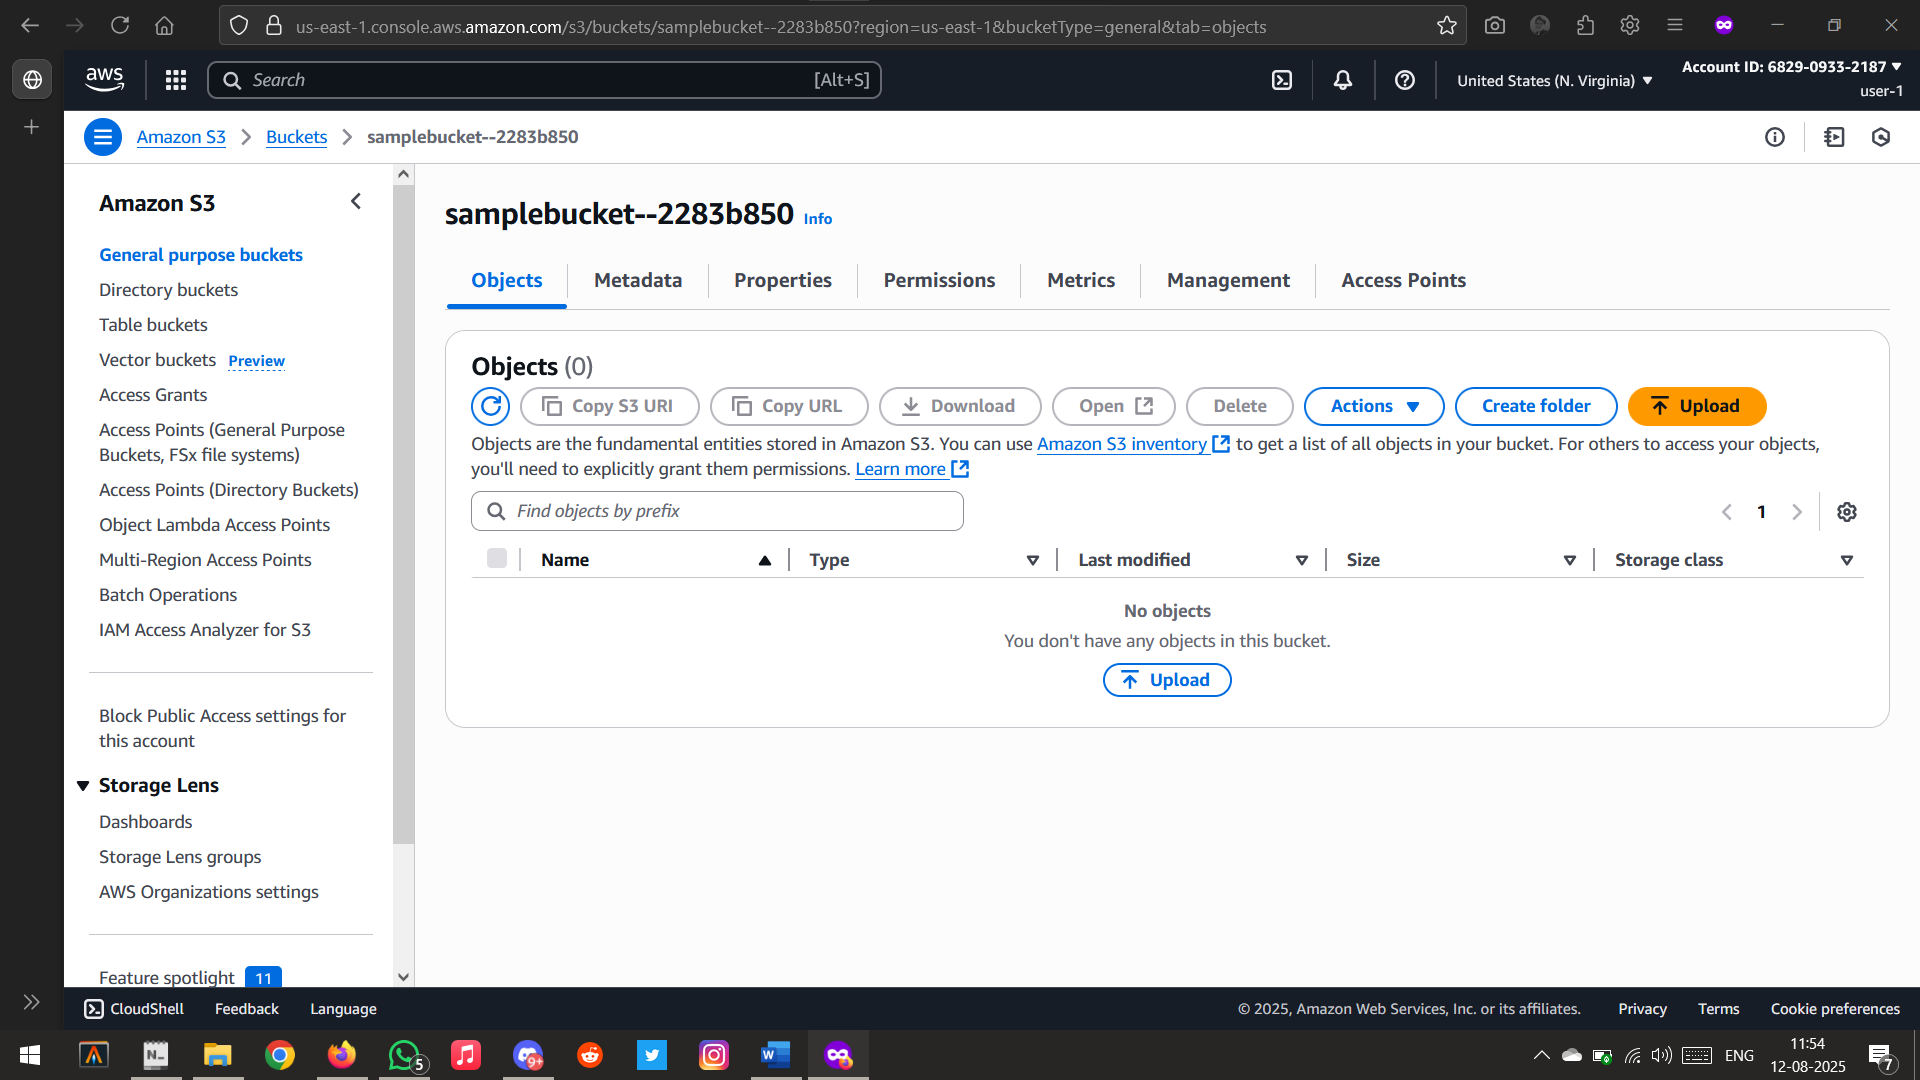 us-east-1.console.aws.amazon.com/s3/buckets/samplebucket--2283b850?region=us-east-1&bucketType=general&tab=objects
aws
Search
[Alt+S]
United States (N. Virginia)
Account ID: 6829-0933-2187
user-1
Amazon S3
Buckets
samplebucket--2283b850
Amazon S3
General purpose buckets
Directory buckets
Table buckets
Vector buckets Preview
Access Grants
Access Points (General Purpose
Buckets, FSx file systems)
Access Points (Directory Buckets)
Object Lambda Access Points
Multi-Region Access Points
Batch Operations
IAM Access Analyzer for S3
Block Public Access settings for
this account
Storage Lens
Dashboards
Storage Lens groups
AWS Organizations settings
Feature spotlight 11
samplebucket--2283b850 Info
Objects
Metadata
Properties
Permissions
Metrics
Management
Access Points
Objects (0)
Copy S3 URI
Copy URL
Download
Open
Delete
Actions
Create folder
Upload
Objects are the fundamental entities stored in Amazon S3. You can use Amazon S3 inventory to get a list of all objects in your bucket. For others to access your objects,
you'll need to explicitly grant them permissions. Learn more
Find objects by prefix
1
Name
Type
Last modified
Size
Storage class
No objects
You don't have any objects in this bucket.
Upload
CloudShell
Feedback
Language
© 2025, Amazon Web Services, Inc. or its affiliates.
Privacy
Terms
Cookie preferences
N_
5
9+
W
ENG
11:54
12-08-2025
7